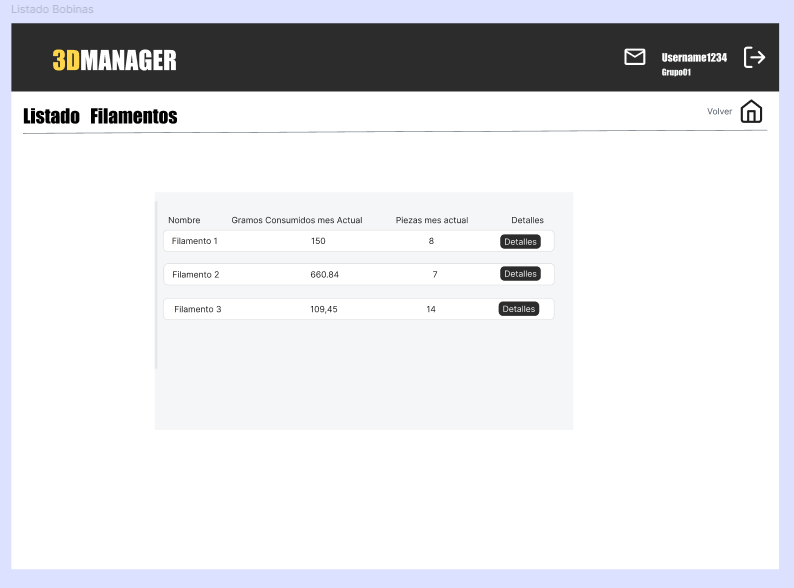 Listado Bobinas
3DMANAGER
Username1234
Grupo01
Listado Filamentos
Volver
Nombre Gramos Consumidos mes Actual Piezas mes actual Detalles
Filamento 1 150 8 Detalles
Filamento 2 660.84 7 Detalles
Filamento 3 109,45 14 Detalles